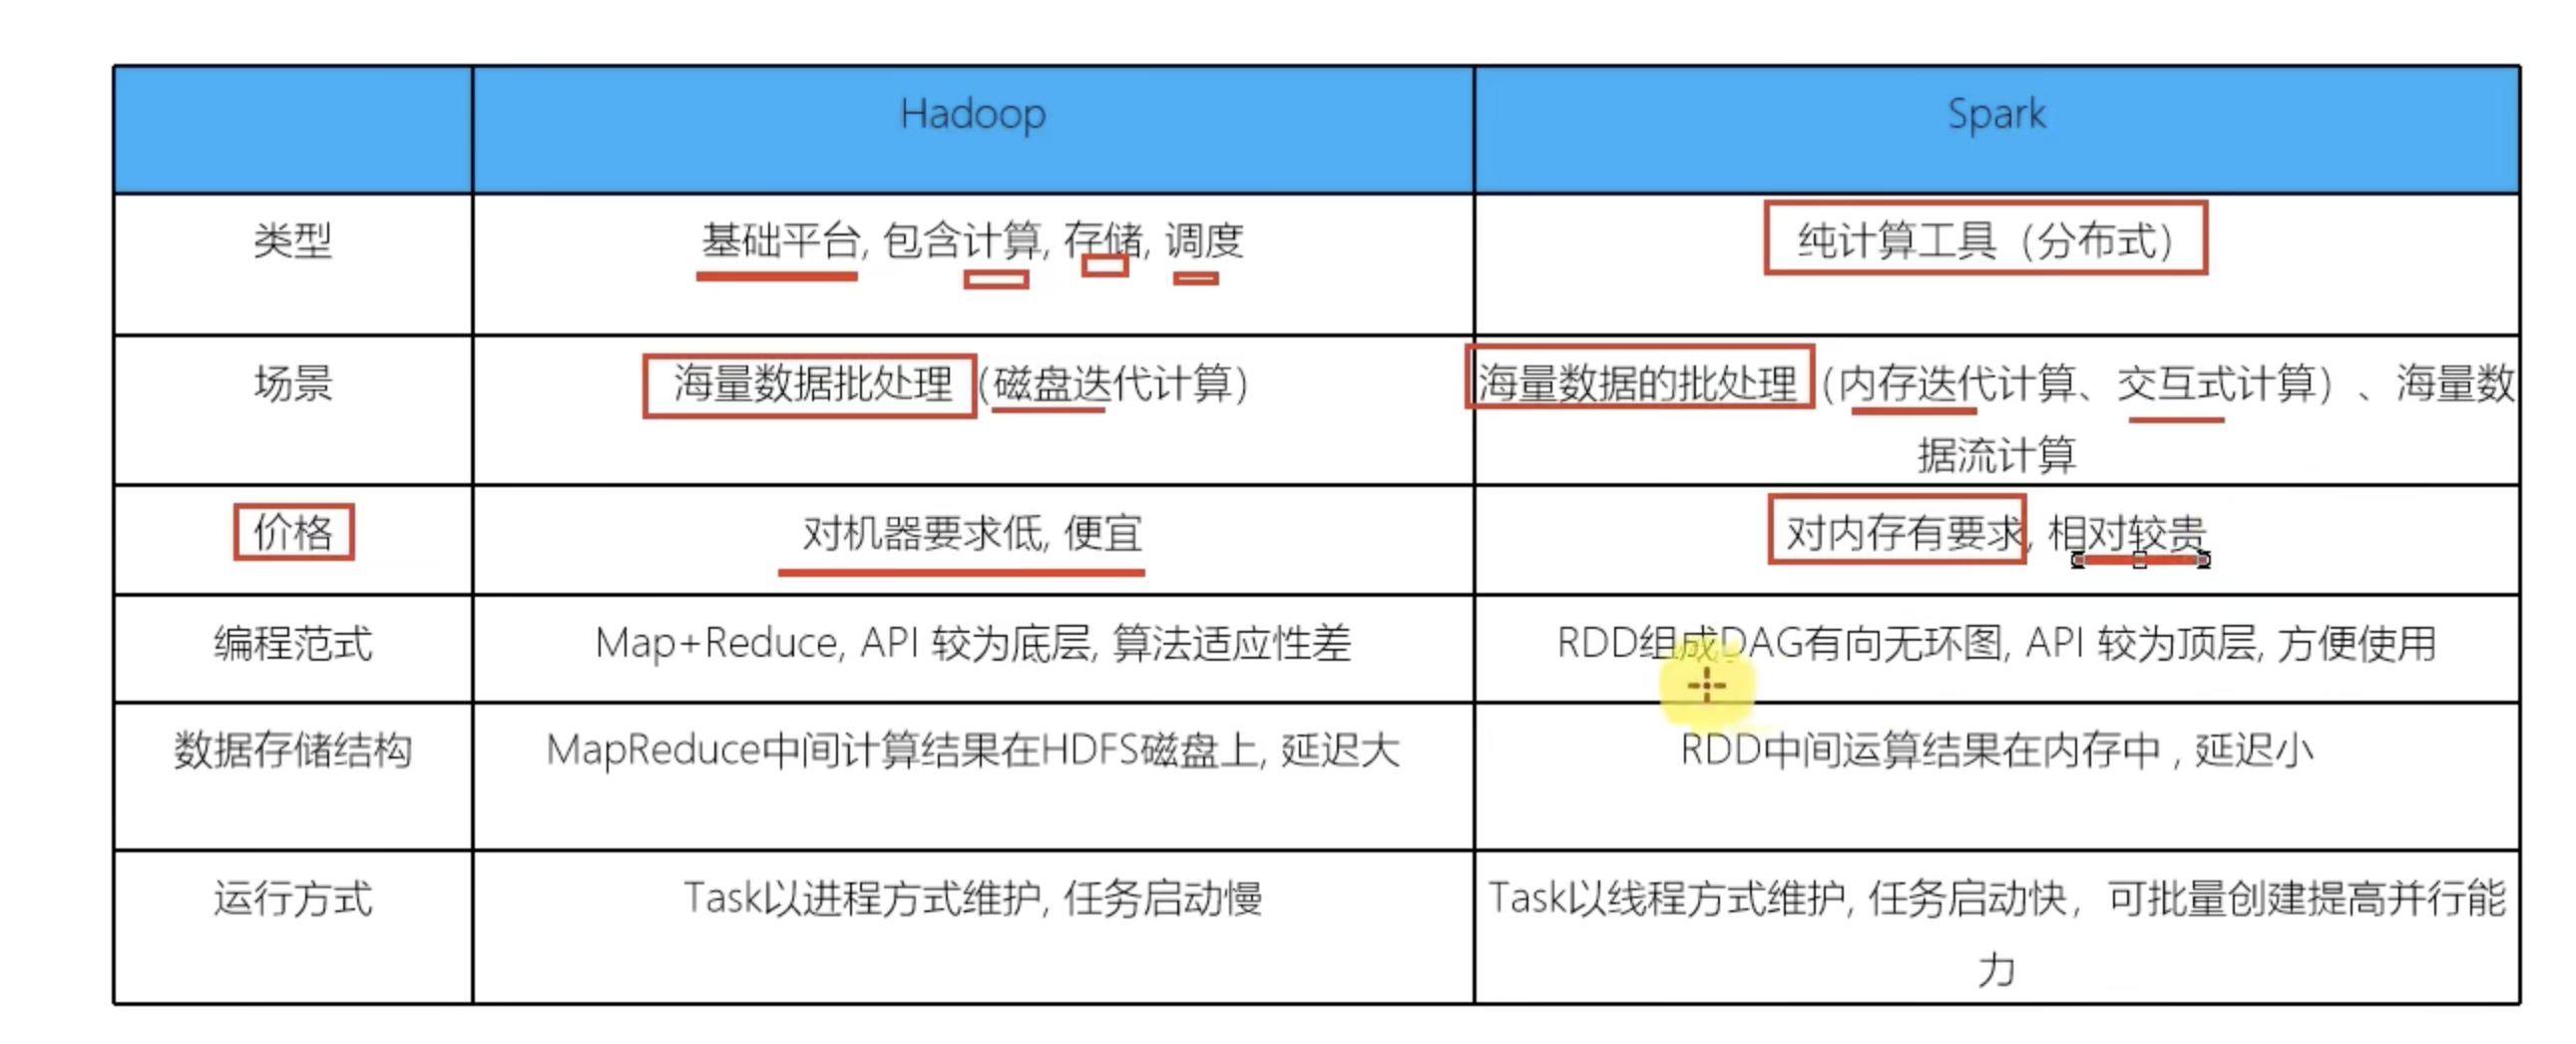 Hadoop
Spark
类型
基础平台, 包含计算, 存储, 调度
纯计算工具（分布式）
场景
海量数据批处理（磁盘迭代计算）
海量数据的批处理（内存迭代计算、交互式计算）、海量数
据流计算
价格
对机器要求低, 便宜
对内存有要求, 相对较贵
编程范式
Map+Reduce, API 较为底层, 算法适应性差
RDD组成DAG有向无环图, API 较为顶层, 方便使用
数据存储结构
MapReduce中间计算结果在HDFS磁盘上, 延迟大
RDD中间运算结果在内存中 , 延迟小
运行方式
Task以进程方式维护, 任务启动慢
Task以线程方式维护, 任务启动快，可批量创建提高并行能
力